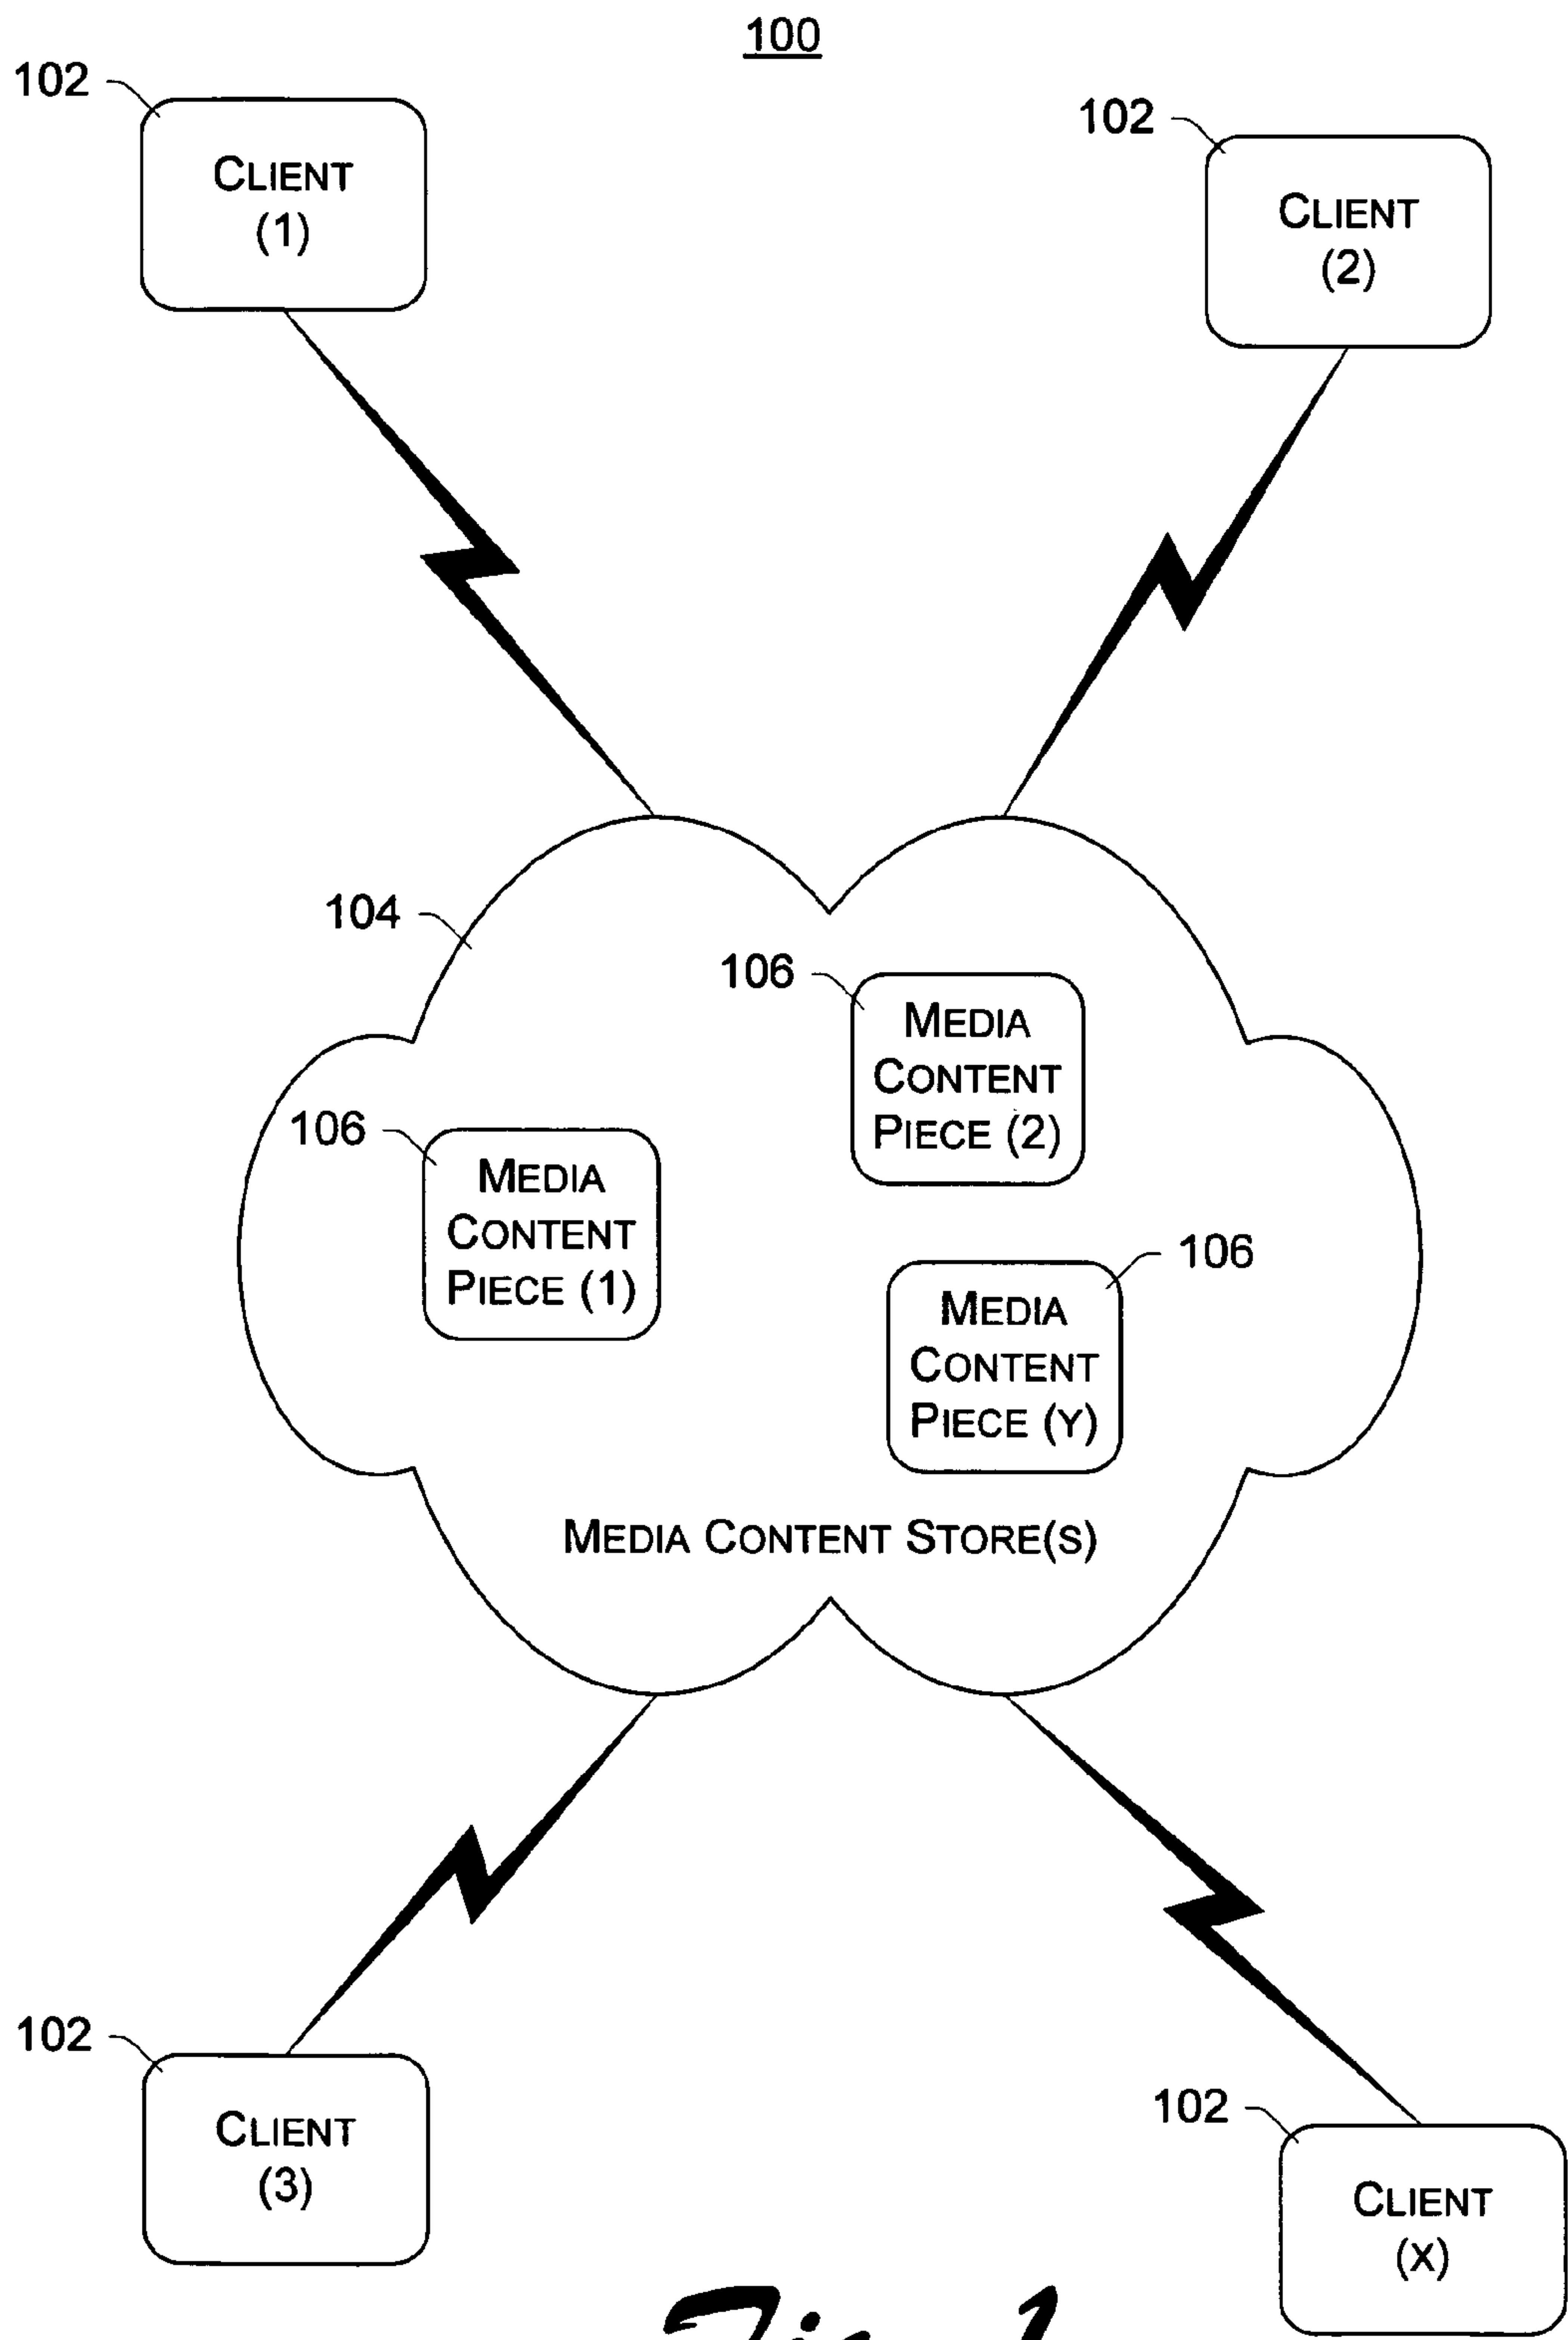 100
102
CLIENT
(1)
102
CLIENT
(2)
104
106
MEDIA
CONTENT
PIECE (2)
106
MEDIA
CONTENT
PIECE (1)
106
MEDIA
CONTENT
PIECE (Y)
MEDIA CONTENT STORE(S)
102
CLIENT
(3)
102
CLIENT
(X)